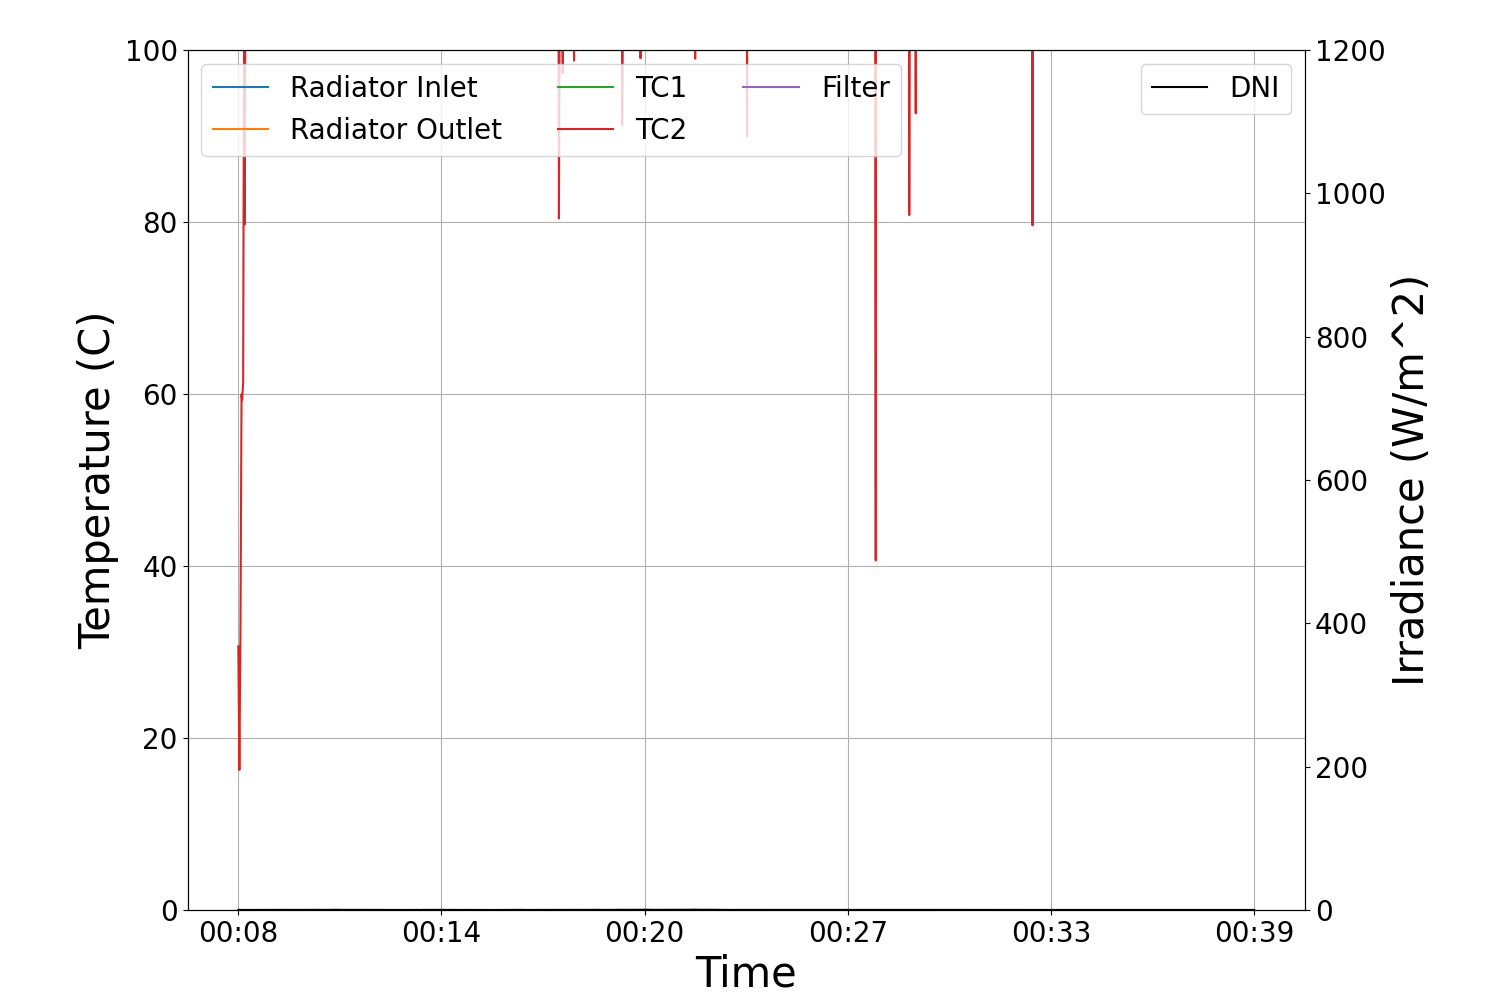 100
80
60
40
20
0
Temperature (C)
Radiator Inlet
Radiator Outlet
TC1
TC2
Filter
DNI
1200
1000
800
600
400
200
0
Irradiance (W/m^2)
00:08 00:14 00:20 00:27 00:33 00:39
Time